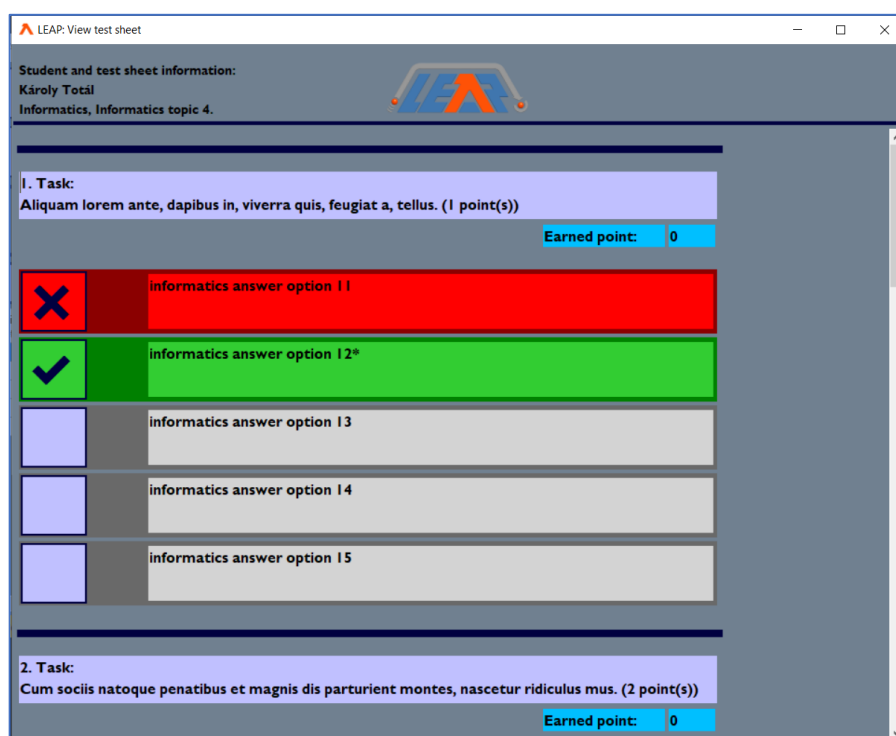 LEAP: View test sheet
Student and test sheet information:
Károly Totál
Informatics, Informatics topic 4.
LEAP
1. Task:
Aliquam lorem ante, dapibus in, viverra quis, feugiat a, tellus. (1 point(s))
Earned point: 0
informatics answer option 11
informatics answer option 12*
informatics answer option 13
informatics answer option 14
informatics answer option 15
2. Task:
Cum sociis natoque penatibus et magnis dis parturient montes, nascetur ridiculus mus. (2 point(s))
Earned point: 0